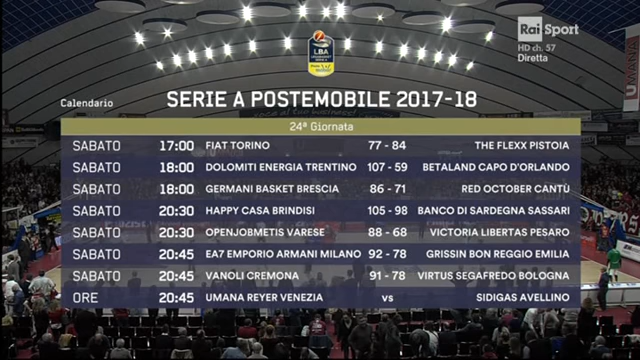 Rai Sport
HD ch. 57
Diretta
LBA
Calendario
SERIE A POSTEMOBILE 2017-18
24ª Giornata
SABATO 17:00 FIAT TORINO 77 - 84 THE FLEXX PISTOIA
SABATO 18:00 DOLOMITI ENERGIA TRENTINO 107 - 59 BETALAND CAPO D'ORLANDO
SABATO 18:00 GERMANI BASKET BRESCIA 86 - 71 RED OCTOBER CANTÙ
SABATO 20:30 HAPPY CASA BRINDISI 105 - 98 BANCO DI SARDEGNA SASSARI
SABATO 20:30 OPENJOBMETIS VARESE 88 - 68 VICTORIA LIBERTAS PESARO
SABATO 20:45 EA7 EMPORIO ARMANI MILANO 92 - 78 GRISSIN BON REGGIO EMILIA
SABATO 20:45 VANOLI CREMONA 91 - 78 VIRTUS SEGAFREDO BOLOGNA
ORE 20:45 UMANA REYER VENEZIA vs SIDIGAS AVELLINO